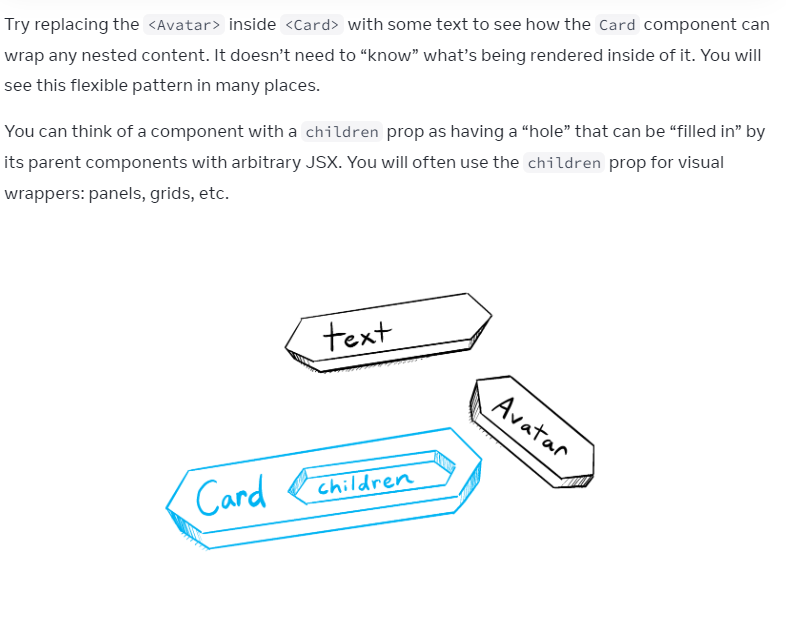 Try replacing the <Avatar> inside <Card> with some text to see how the Card component can
wrap any nested content. It doesn’t need to “know” what’s being rendered inside of it. You will
see this flexible pattern in many places.
You can think of a component with a children prop as having a “hole” that can be “filled in” by
its parent components with arbitrary JSX. You will often use the children prop for visual
wrappers: panels, grids, etc.
text
Avatar
Card children